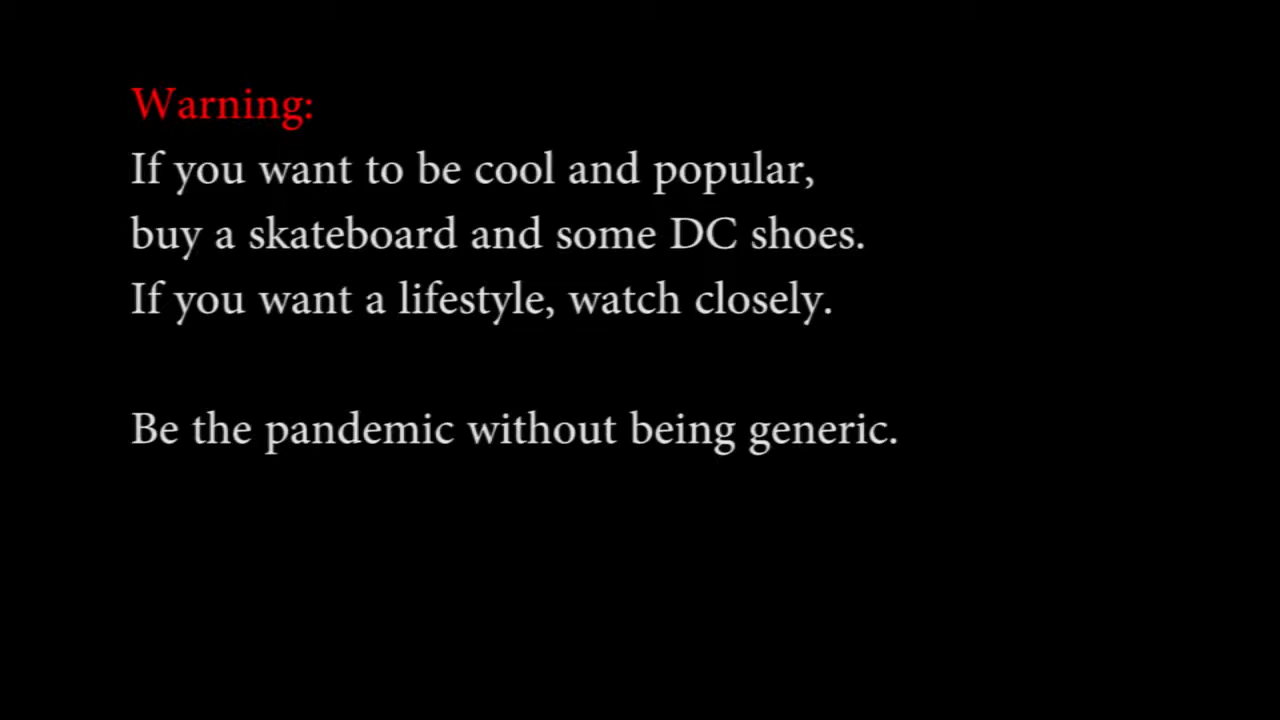 Warning:
If you want to be cool and popular,
buy a skateboard and some DC shoes.
If you want a lifestyle, watch closely.
Be the pandemic without being generic.